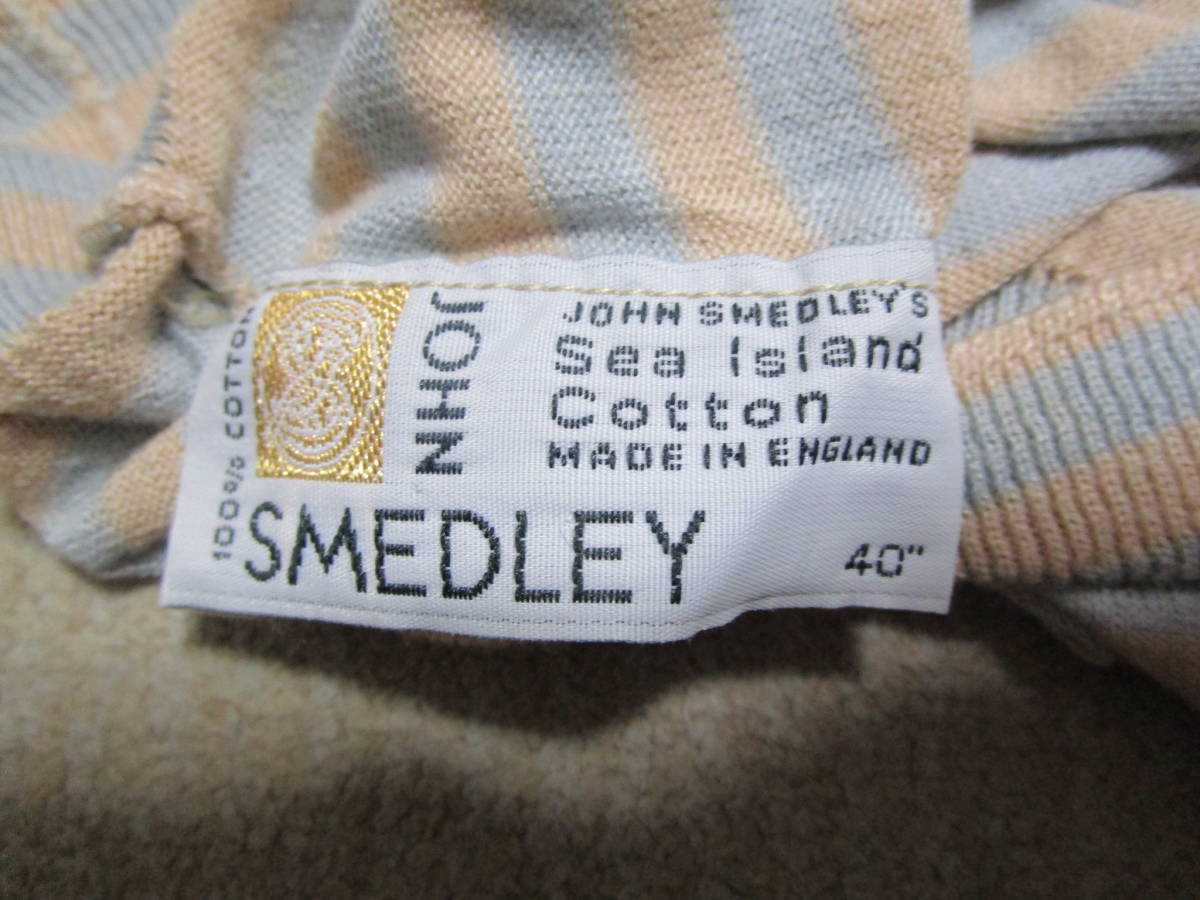 100% COTTON
JOHN
SMEDLEY
JOHN SMEDLEY'S
Sea Island
Cotton
MADE IN ENGLAND
40"